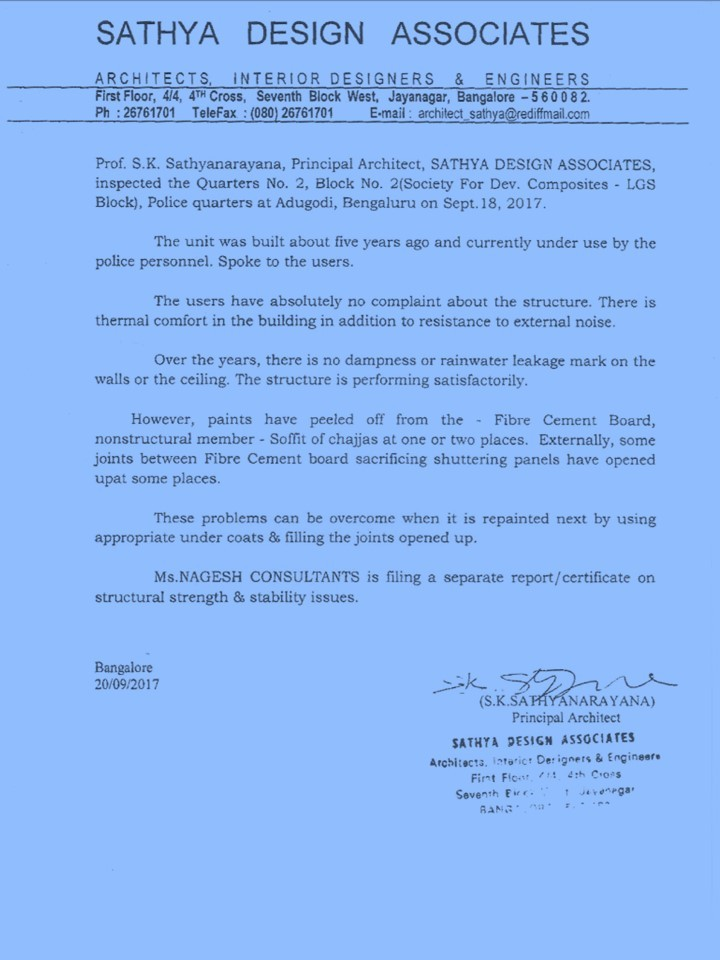 SATHYA DESIGN ASSOCIATES
ARCHITECTS, INTERIOR DESIGNERS & ENGINEERS
First Floor, 4/4, 4TH Cross, Seventh Block West, Jayanagar, Bangalore – 5 6 0 0 8 2.
Ph : 26761701 TeleFax : (080) 26761701 E-mail : architect_sathya@rediffmail.com
Prof. S.K. Sathyanarayana, Principal Architect, SATHYA DESIGN ASSOCIATES,
inspected the Quarters No. 2, Block No. 2(Society For Dev. Composites - LGS
Block), Police quarters at Adugodi, Bengaluru on Sept.18, 2017.
The unit was built about five years ago and currently under use by the
police personnel. Spoke to the users.
The users have absolutely no complaint about the structure. There is
thermal comfort in the building in addition to resistance to external noise.
Over the years, there is no dampness or rainwater leakage mark on the
walls or the ceiling. The structure is performing satisfactorily.
However, paints have peeled off from the - Fibre Cement Board,
nonstructural member - Soffit of chajjas at one or two places. Externally, some
joints between Fibre Cement board sacrificing shuttering panels have opened
upat some places.
These problems can be overcome when it is repainted next by using
appropriate under coats & filling the joints opened up.
Ms.NAGESH CONSULTANTS is filing a separate report/certificate on
structural strength & stability issues.
Bangalore
20/09/2017
(S.K.SATHYANARAYANA)
Principal Architect
SATHYA DESIGN ASSOCIATES
Architects, Interior Designers & Engineers
First Floor, 4th Cross
Seventh